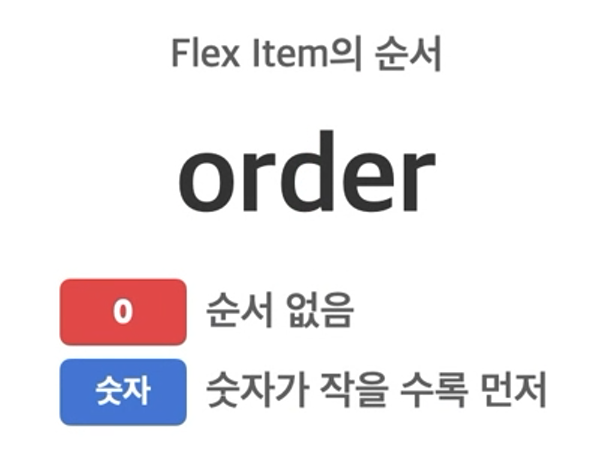 Flex Item의 순서
order
0 순서 없음
숫자 숫자가 작을 수록 먼저